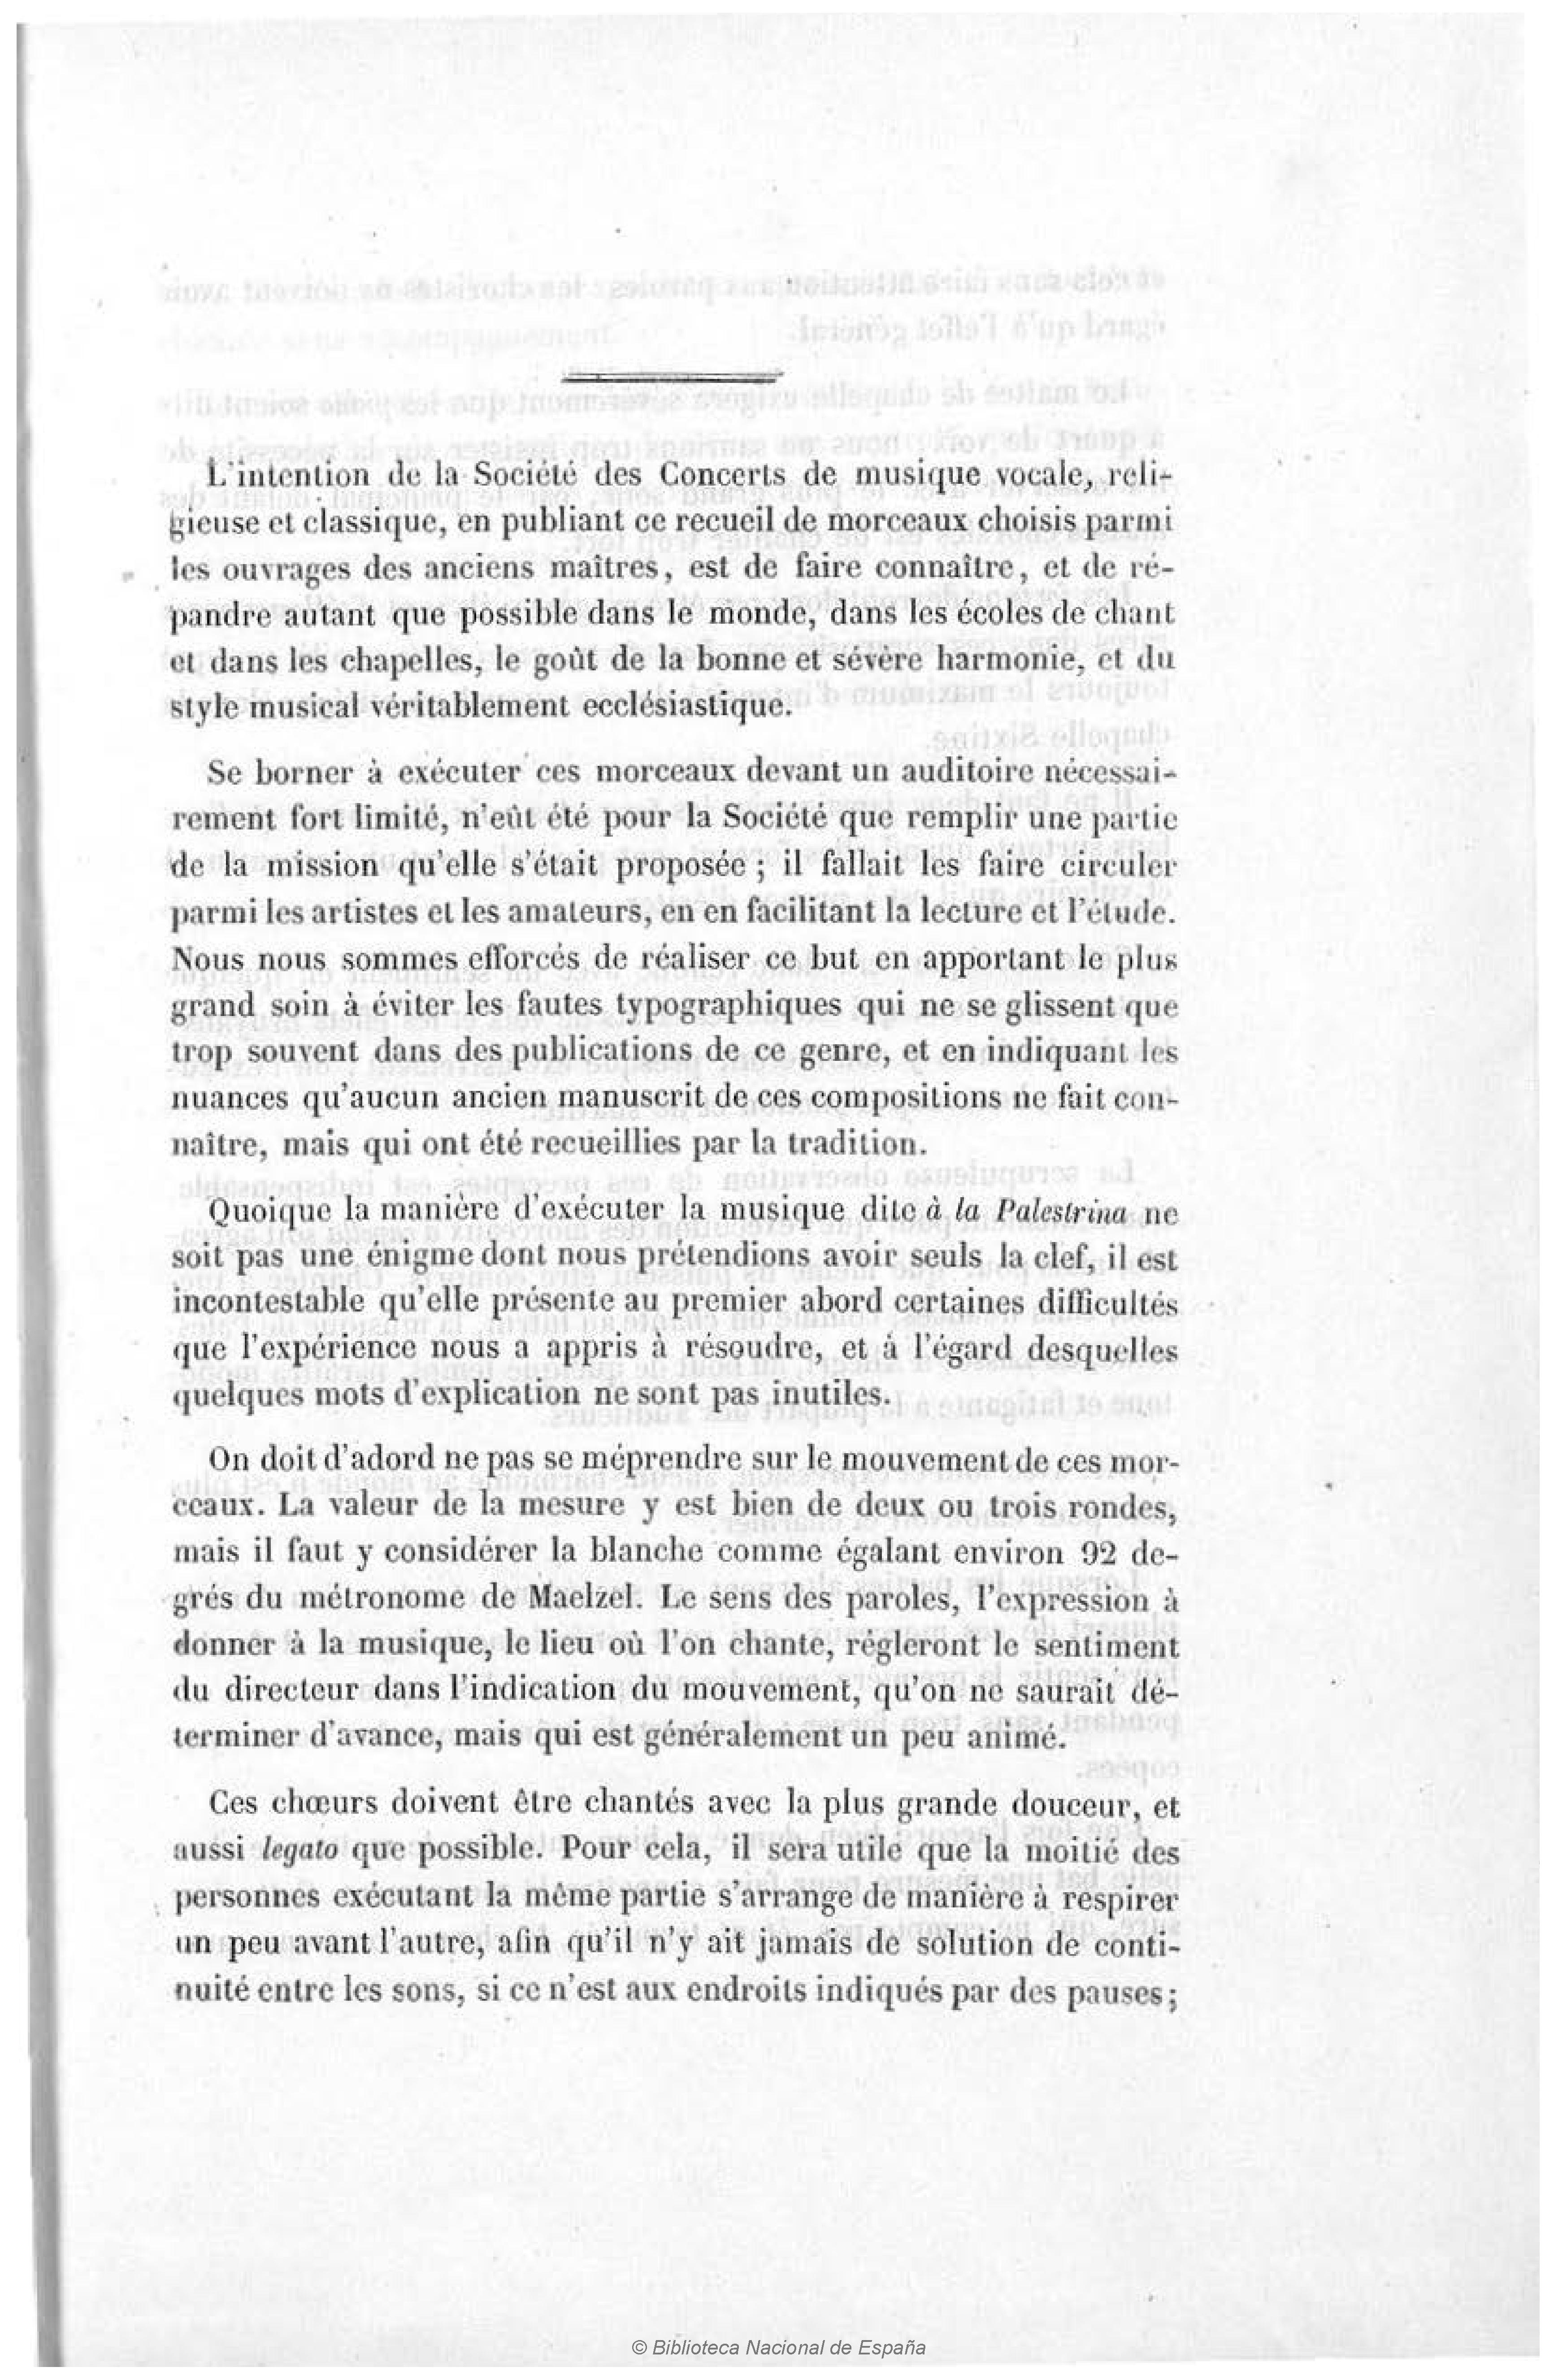 L'intention de la Société des Concerts de musique vocale, reli-
gieuse et classique, en publiant ce recueil de morceaux choisis parmi
les ouvrages des anciens maîtres, est de faire connaître, et de ré-
pandre autant que possible dans le monde, dans les écoles de chant
et dans les chapelles, le goût de la bonne et sévère harmonie, et du
style musical véritablement ecclésiastique.
Se borner à exécuter ces morceaux devant un auditoire nécessai-
rement fort limité, n'eût été pour la Société que remplir une partie
de la mission qu'elle s'était proposée ; il fallait les faire circuler
parmi les artistes et les amateurs, en en facilitant la lecture et l'étude.
Nous nous sommes efforcés de réaliser ce but en apportant le plus
grand soin à éviter les fautes typographiques qui ne se glissent que
trop souvent dans des publications de ce genre, et en indiquant les
nuances qu'aucun ancien manuscrit de ces compositions ne fait con-
naître, mais qui ont été recueillies par la tradition.
Quoique la manière d'exécuter la musique dite à la Palestrina ne
soit pas une énigme dont nous prétendions avoir seuls la clef, il est
incontestable qu'elle présente au premier abord certaines difficultés
que l'expérience nous a appris à résoudre, et à l'égard desquelles
quelques mots d'explication ne sont pas inutiles.
On doit d'adord ne pas se méprendre sur le mouvement de ces mor-
ceaux. La valeur de la mesure y est bien de deux ou trois rondes,
mais il faut y considérer la blanche comme égalant environ 92 de-
grés du métronome de Maelzel. Le sens des paroles, l'expression à
donner à la musique, le lieu où l'on chante, régleront le sentiment
du directeur dans l'indication du mouvement, qu'on ne saurait dé-
terminer d'avance, mais qui est généralement un peu animé.
Ces chœurs doivent être chantés avec la plus grande douceur, et
aussi legato que possible. Pour cela, il sera utile que la moitié des
personnes exécutant la même partie s'arrange de manière à respirer
un peu avant l'autre, afin qu'il n'y ait jamais de solution de conti-
nuité entre les sons, si ce n'est aux endroits indiqués par des pauses;
© Biblioteca Nacional de España